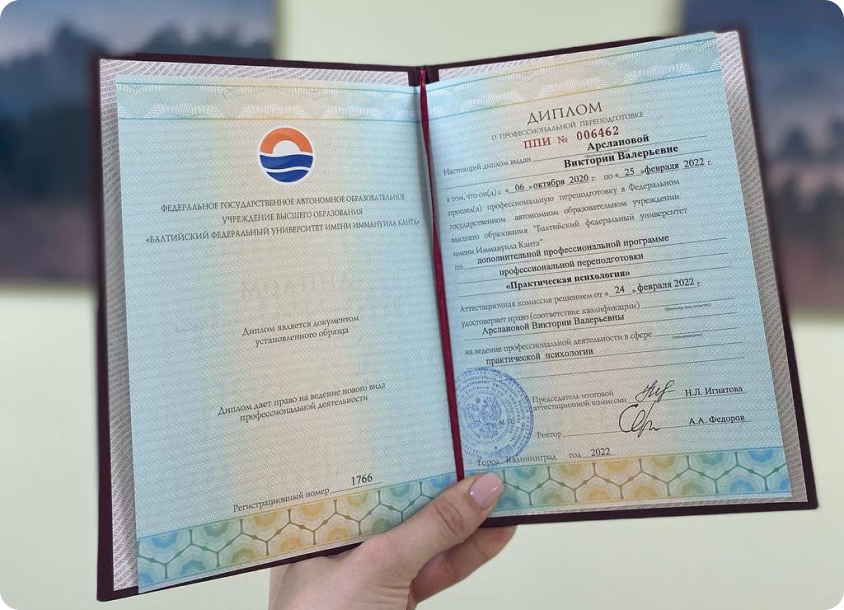 ФЕДЕРАЛЬНОЕ ГОСУДАРСТВЕННОЕ АВТОНОМНОЕ ОБРАЗОВАТЕЛЬНОЕ
УЧРЕЖДЕНИЕ ВЫСШЕГО ОБРАЗОВАНИЯ
«БАЛТИЙСКИЙ ФЕДЕРАЛЬНЫЙ УНИВЕРСИТЕТ ИМЕНИ ИММАНУИЛА КАНТА»
Диплом является документом
установленного образца
Диплом дает право на ведение нового вида
профессиональной деятельности
Регистрационный номер 1766
ДИПЛОМ
О ПРОФЕССИОНАЛЬНОЙ ПЕРЕПОДГОТОВКЕ
ППИ № 006462
Арслановой
Настоящий диплом выдан Виктории Валерьевне
в том, что он(а) с « 06 » октября 2020 г. по « 25 » февраля 2022 г.
прошел(а) профессиональную переподготовку в Федеральном
государственном автономном образовательном учреждении
высшего образования "Балтийский федеральный университет
имени Иммануила Канта"
по дополнительной профессиональной программе
профессиональной переподготовки
«Практическая психология»
Аттестационная комиссия решением от « 24 » февраля 2022 г.
удостоверяет право (соответствие квалификации)
Арслановой Виктории Валерьевны
на ведение профессиональной деятельности в сфере
практической психологии
Председатель итоговой
аттестационной комиссии Н.Л. Игнатова
Ректор А.А. Федоров
Город Калининград год 2022